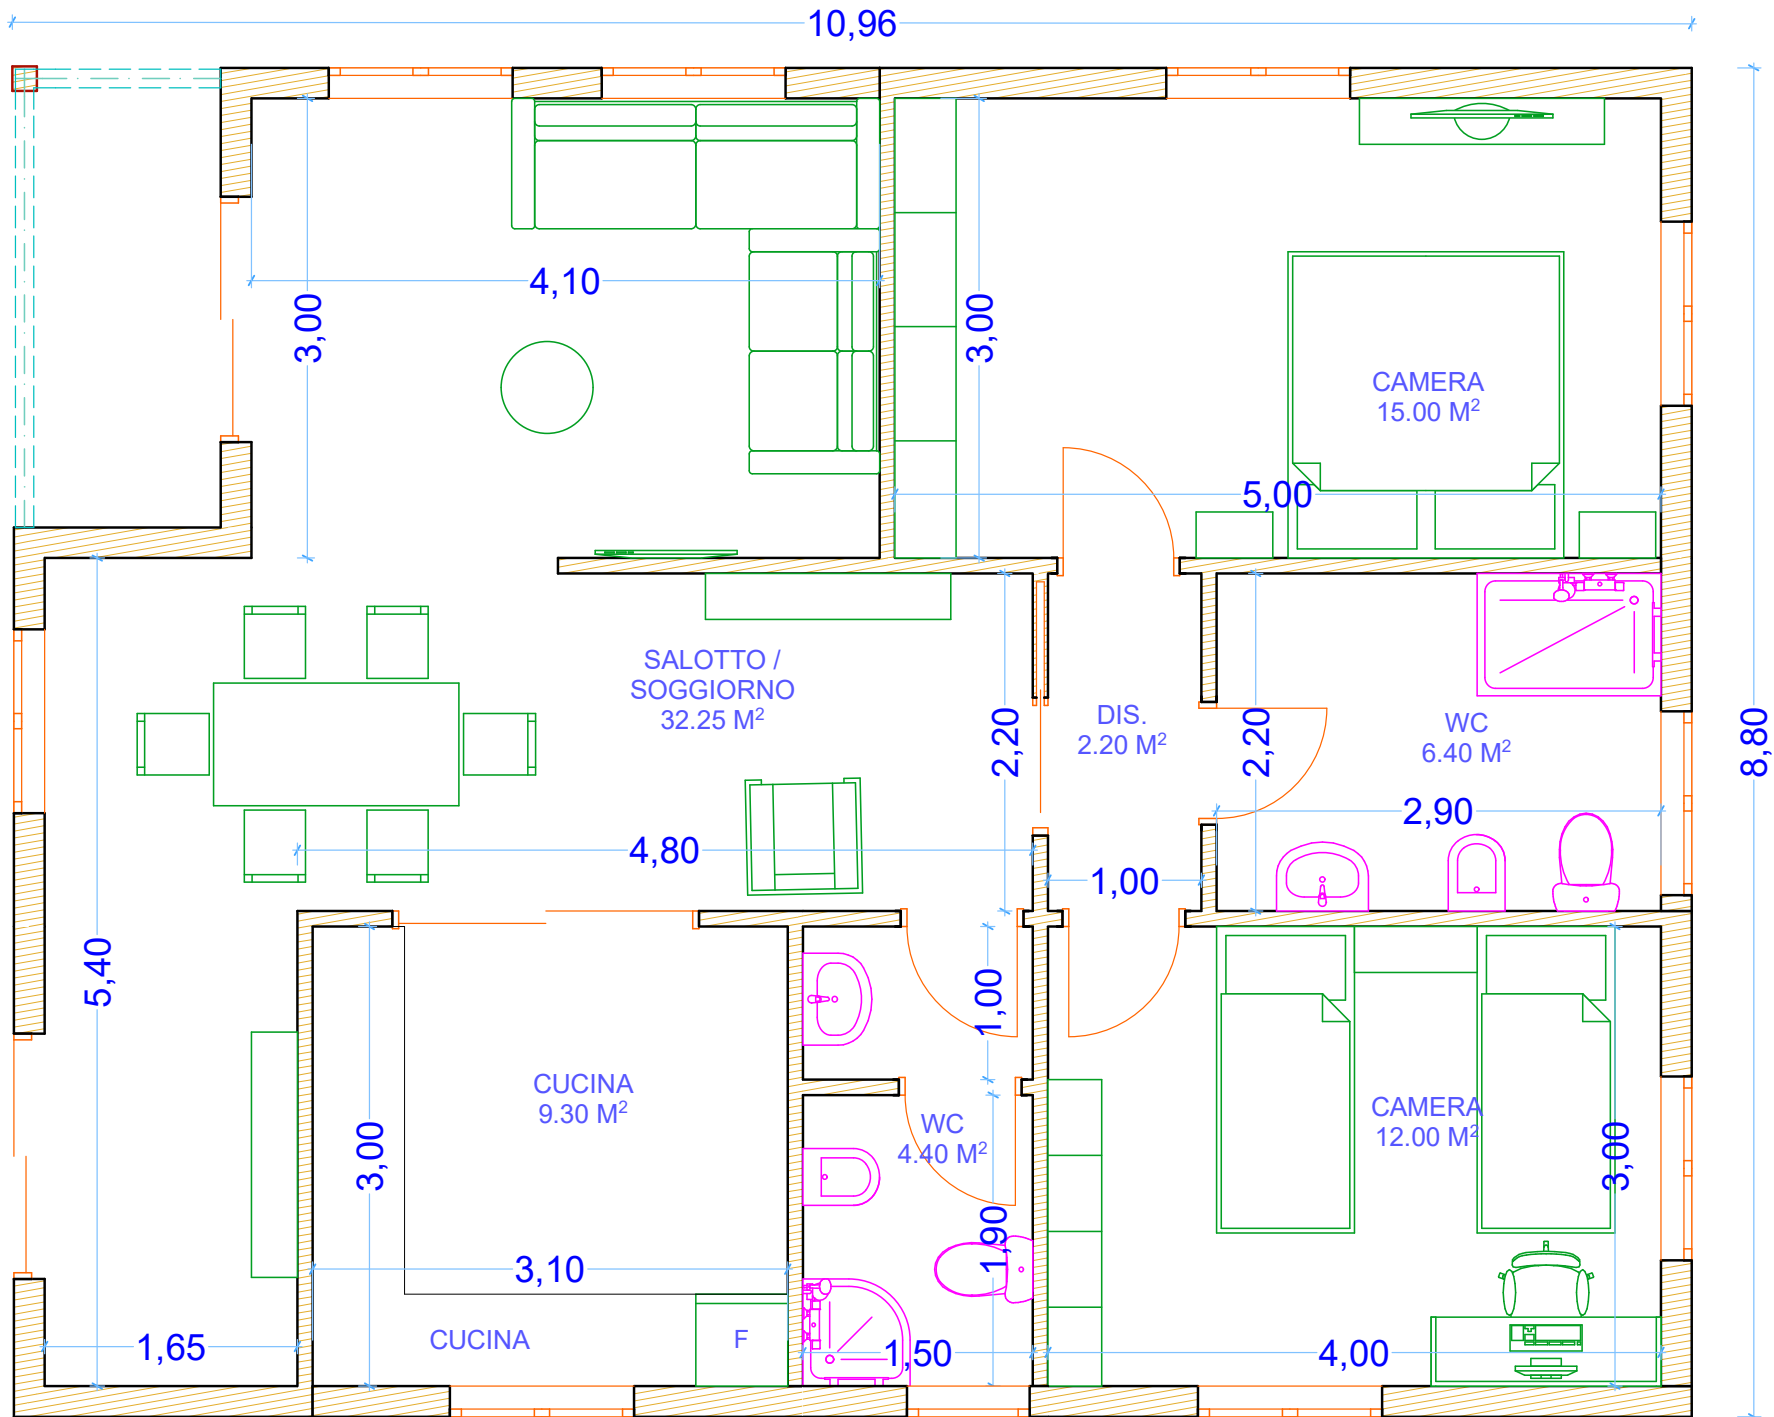 10,96
4,10
3,00
3,00
CAMERA
15.00 M²
5,00
SALOTTO /
SOGGIORNO
32.25 M²
2,20
DIS.
2.20 M²
2,20
WC
6.40 M²
8,80
2,90
4,80
1,00
5,40
1,00
CUCINA
9.30 M²
3,00
WC
4.40 M²
CAMERA
12.00 M²
3,00
1,90
3,10
1,65
CUCINA
F
1,50
4,00